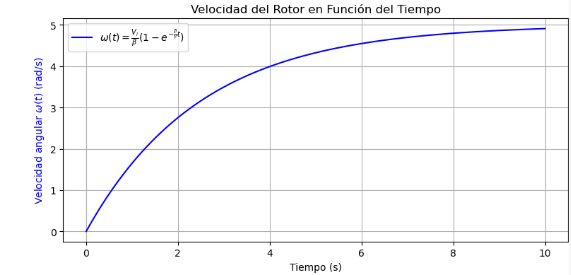 Velocidad del Rotor en Función del Tiempo
ω(t) = V_i/β (1 − e^{−β/I t})
Velocidad angular ω(t) (rad/s)
5
4
3
2
1
0
0 2 4 6 8 10
Tiempo (s)